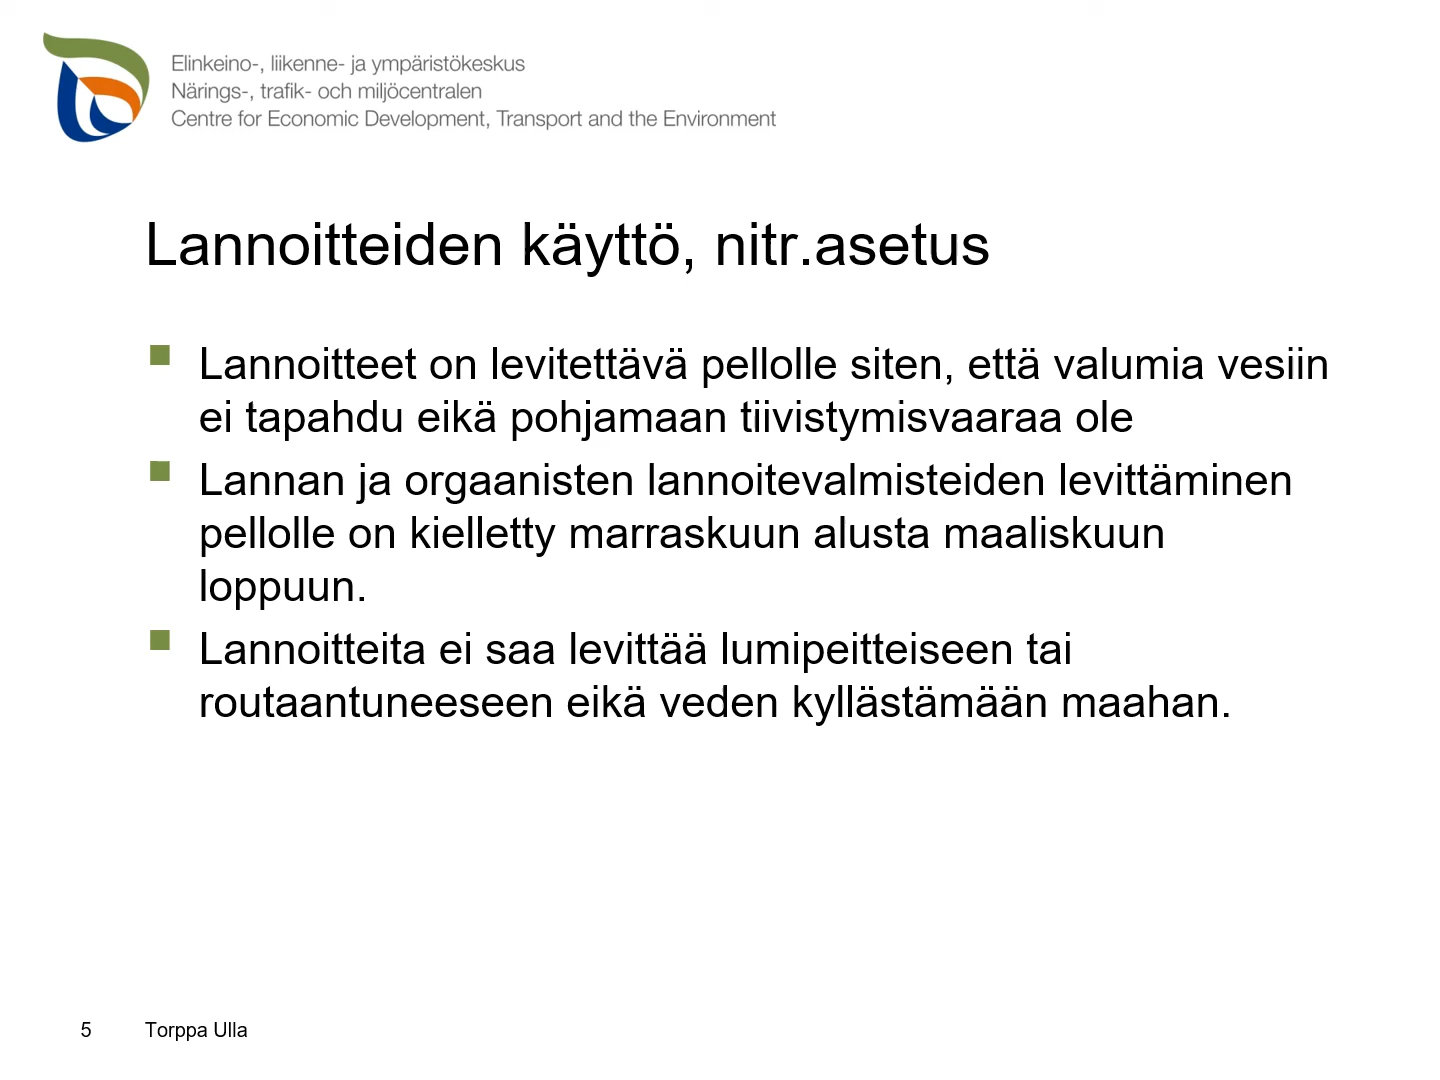 Elinkeino-, liikenne- ja ympäristökeskus
Närings-, trafik- och miljöcentralen
Centre for Economic Development, Transport and the Environment
Lannoitteiden käyttö, nitr.asetus
Lannoitteet on levitettävä pellolle siten, että valumia vesiin
ei tapahdu eikä pohjamaan tiivistymisvaaraa ole
Lannan ja orgaanisten lannoitevalmisteiden levittäminen
pellolle on kielletty marraskuun alusta maaliskuun
loppuun.
Lannoitteita ei saa levittää lumipeitteiseen tai
routaantuneeseen eikä veden kyllästämään maahan.
5 Torppa Ulla